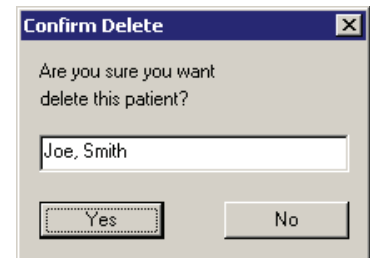 Confirm Delete
Are you sure you want
delete this patient?
Joe, Smith
Yes
No